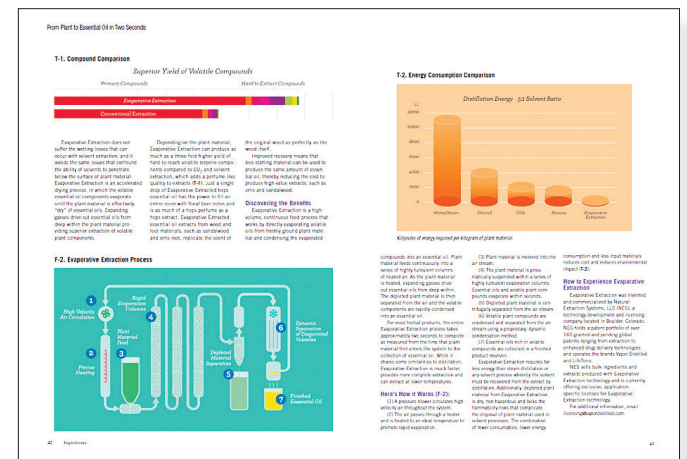 From Plant to Essential Oil in Two Seconds
T-1. Compound Comparison
Superior Yield of Volatile Compounds
Primary Compounds
Hard to Extract Compounds
Evaporative Extraction
Conventional Extraction
Evaporative Extraction does not
suffer the wetting losses that can
occur with solvent extraction, and it
avoids the same issues that confound
the ability of solvents to penetrate
below the surface of plant material.
Evaporative Extraction is an accelerated
drying process, in which the volatile
essential oil components evaporate
until the plant material is effectively
"dry" of essential oils. Expanding
gasses drive out essential oils from
deep within the plant material pro-
viding superior extraction of volatile
plant components.
Depending on the plant material,
Evaporative Extraction can produce as
much as a three fold higher yield of
hard to reach volatile terpene compo-
nents compared to CO₂ and solvent
extraction, which adds a perfume-like
quality to extracts (T-1). Just a single
drop of Evaporative Extracted hops
essential oil has the power to fill an
entire room with floral beer notes and
is as much of a hops perfume as a
hops extract. Evaporative Extracted
essential oil extracts from wood and
root materials, such as sandalwood
and orris root, replicate the scent of
the original wood as perfectly as the
wood itself.
Improved recovery means that
less starting material can be used to
produce the same amount of essen-
tial oil, thereby reducing the cost to
produce high-value extracts, such as
orris and sandalwood.
Discovering the Benefits
Evaporative Extraction is a high-
volume, continuous feed process that
works by directly evaporating volatile
oils from freshly ground plant mate-
rial and condensing the evaporated
F-2. Evaporative Extraction Process
1
High Velocity
Air Circulation
2
Precise
Heating
Plant
Material
Feed
3
Rapid
Evaporation
Columns
4
Depleted
Material
Separation
5
6
Dynamic
Separation
of Evaporated
Volatiles
7
Finished
Essential Oil
42
Ingredients
T-2. Energy Consumption Comparison
Distillation Energy 5:1 Solvent Ratio
12000
10000
8000
6000
4000
2000
0
Water/Steam
Ethanol
CO2
Hexane
Evaporative
Extraction
Kilojoules of energy required per kilogram of plant material
compounds into an essential oil. Plant
material feeds continuously into a
series of highly-turbulent columns
of heated air. As the plant material
is heated, expanding gasses drive
out essential oils from deep within.
The depleted plant material is then
separated from the air and the volatile
components are rapidly condensed
into an essential oil.
For most herbal products, the entire
Evaporative Extraction process takes
approximately two seconds to complete
as measured from the time that plant
material first enters the system to the
collection of essential oil. While it
shares some similarities to distillation,
Evaporative Extraction is much faster,
provides more complete extraction and
can extract at lower temperatures.
Here's How it Works (F-2):
(1) A pressure blower circulates high
velocity air throughout the system.
(2) The air passes through a heater
and is heated to an ideal temperature to
promote rapid evaporation.
(3) Plant material is metered into the
air stream.
(4) The plant material is pneu-
matically suspended within a series of
highly turbulent evaporation columns.
Essential oils and volatile plant com-
pounds evaporate within seconds.
(5) Depleted plant material is cen-
trifugally separated from the air stream.
(6) Volatile plant compounds are
condensed and separated from the air
stream using a proprietary, dynamic
condensation method.
(7) Essential oils rich in volatile
compounds are collected in a finished
product reservoir.
Evaporative Extraction requires far
less energy than steam distillation or
any solvent process whereby the solvent
must be recovered from the extract by
distillation. Additionally, depleted plant
material from Evaporative Extraction
is dry, non-hazardous and lacks the
flammability risks that complicate
the disposal of plant material used in
solvent processes. The combination
of fewer consumables, lower energy
consumption and less input materials
reduces cost and reduces environmental
impact (T-2).
How to Experience Evaporative
Extraction
Evaporative Extraction was invented
and commercialized by Natural
Extraction Systems, LLC (NES), a
technology development and licensing
company located in Boulder, Colorado.
NES holds a patent portfolio of over
160 granted and pending global
patents ranging from extraction to
enhanced drug delivery technologies
and operates the brands Vapor Distilled
and
NES sells bulk ingredients and
extracts produced with Evaporative
Extraction technology and is currently
offering exclusive, application-
specific licenses for Evaporative
Extraction technology.
For additional information, email
licensing@vapordistilled.com.
43